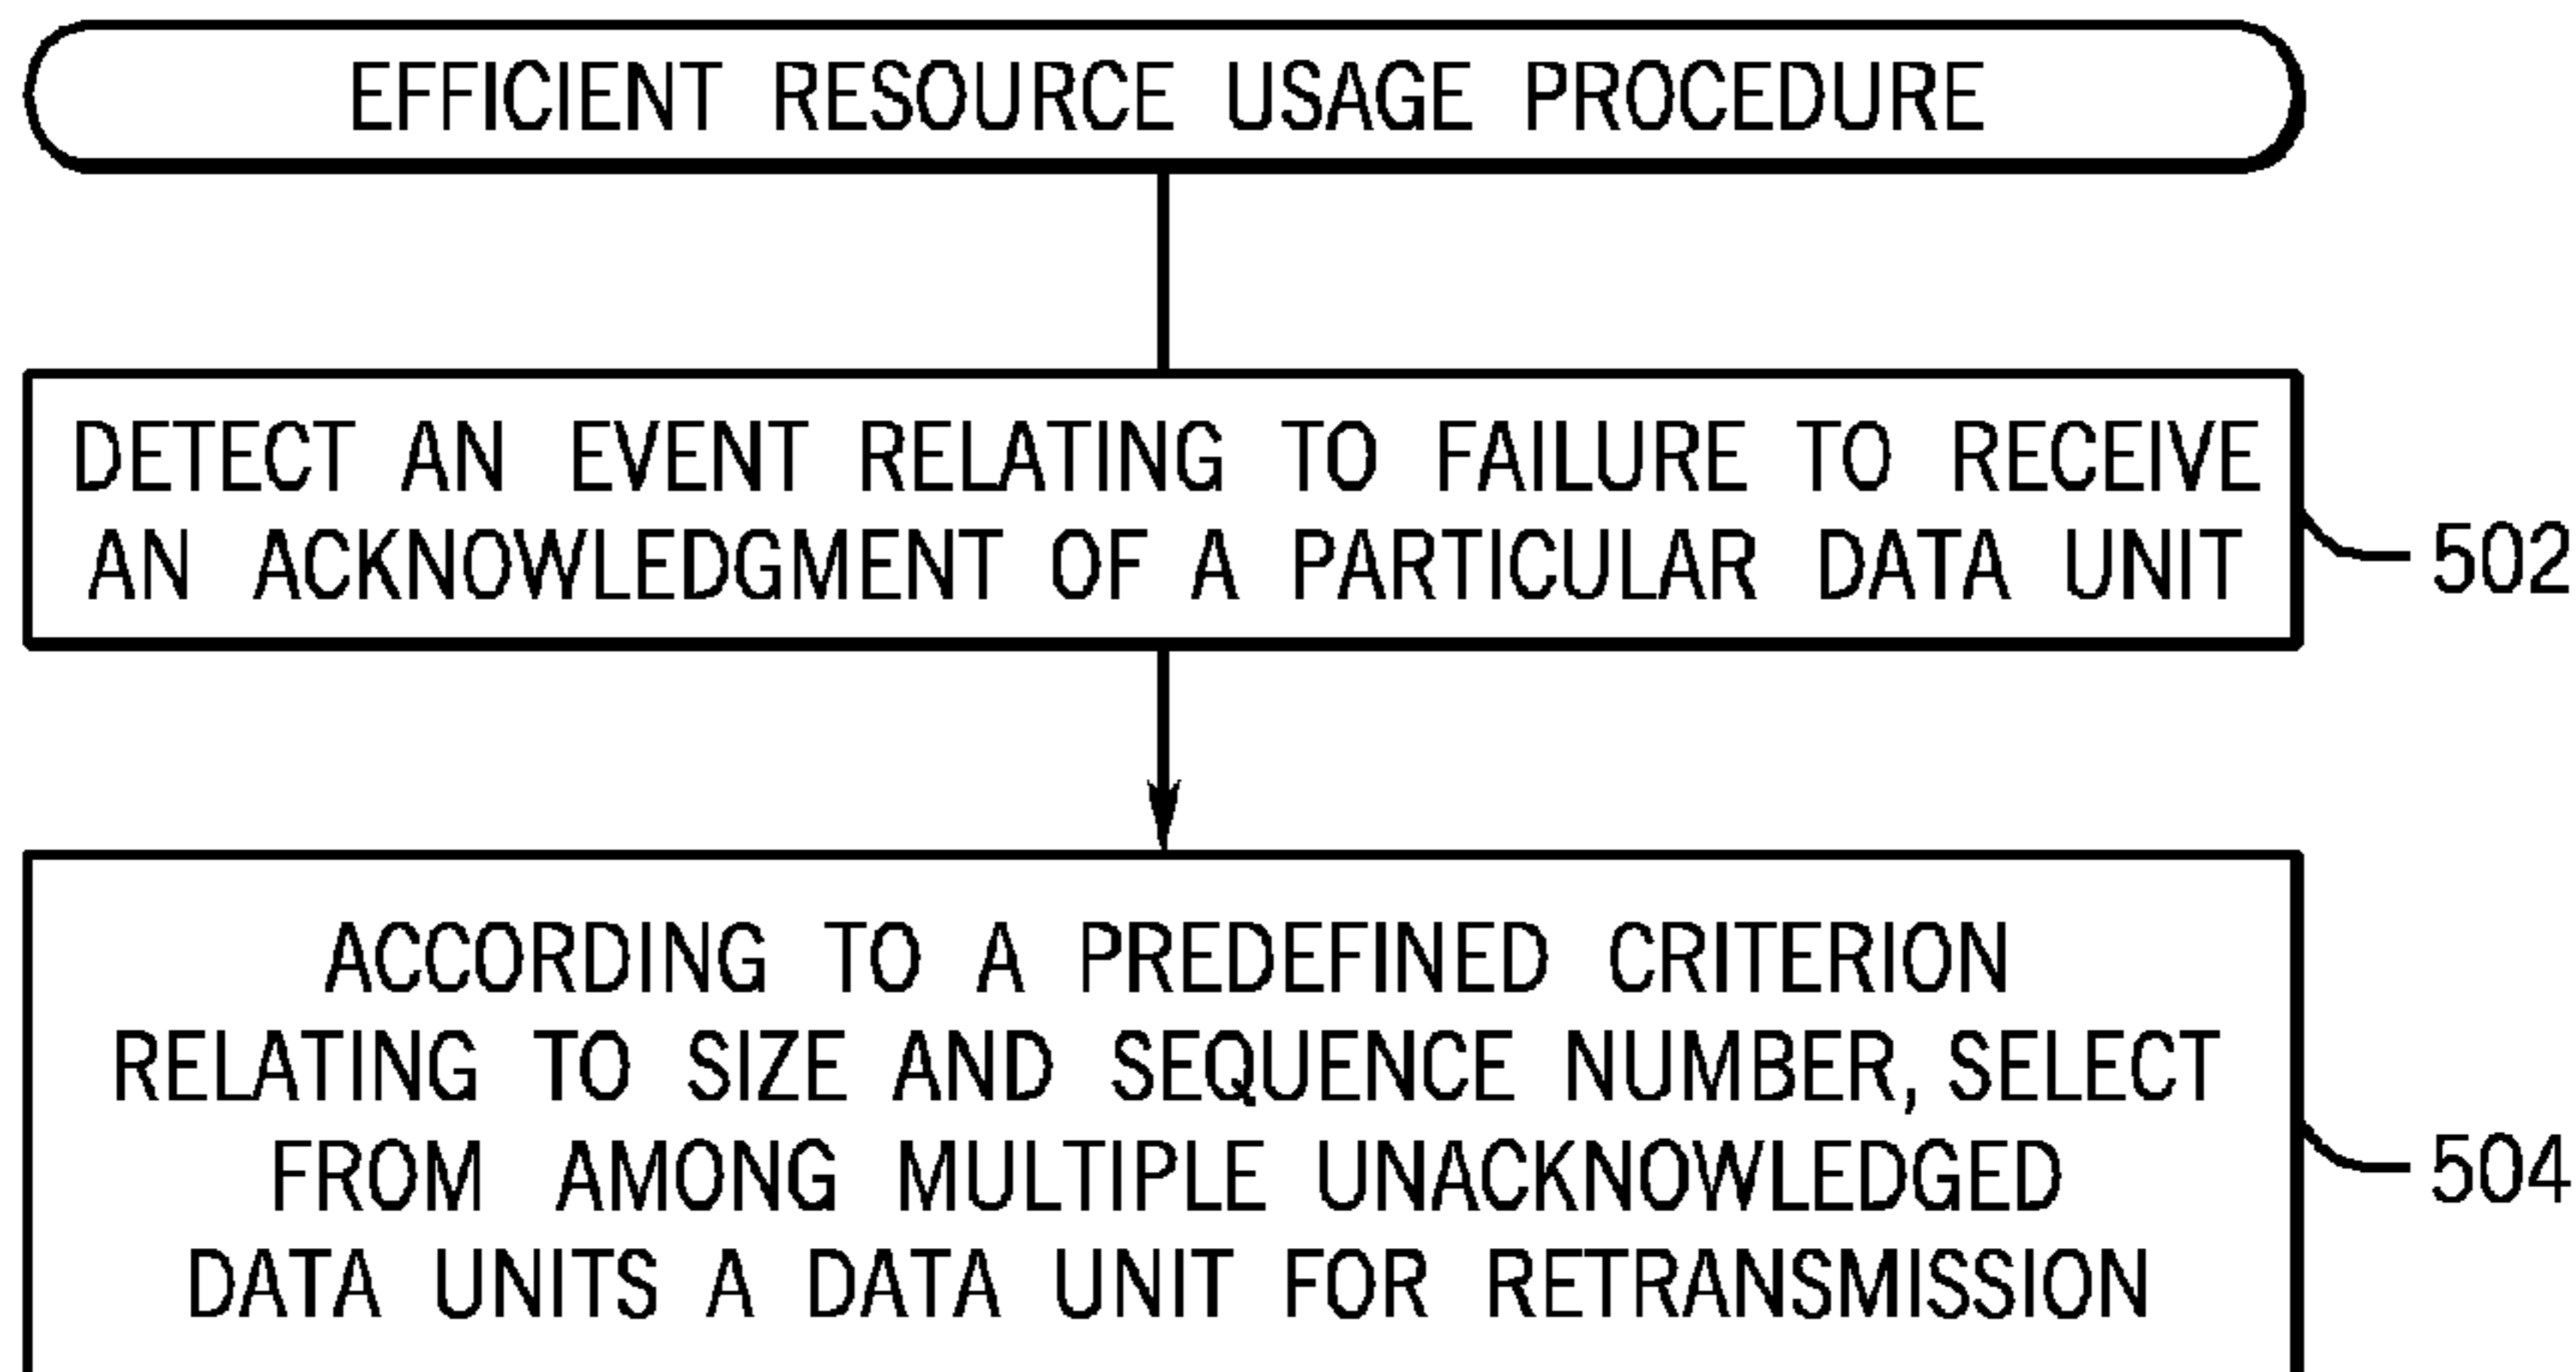 EFFICIENT RESOURCE USAGE PROCEDURE
DETECT AN EVENT RELATING TO FAILURE TO RECEIVE
AN ACKNOWLEDGMENT OF A PARTICULAR DATA UNIT
502
ACCORDING TO A PREDEFINED CRITERION
RELATING TO SIZE AND SEQUENCE NUMBER, SELECT
FROM AMONG MULTIPLE UNACKNOWLEDGED
DATA UNITS A DATA UNIT FOR RETRANSMISSION
504